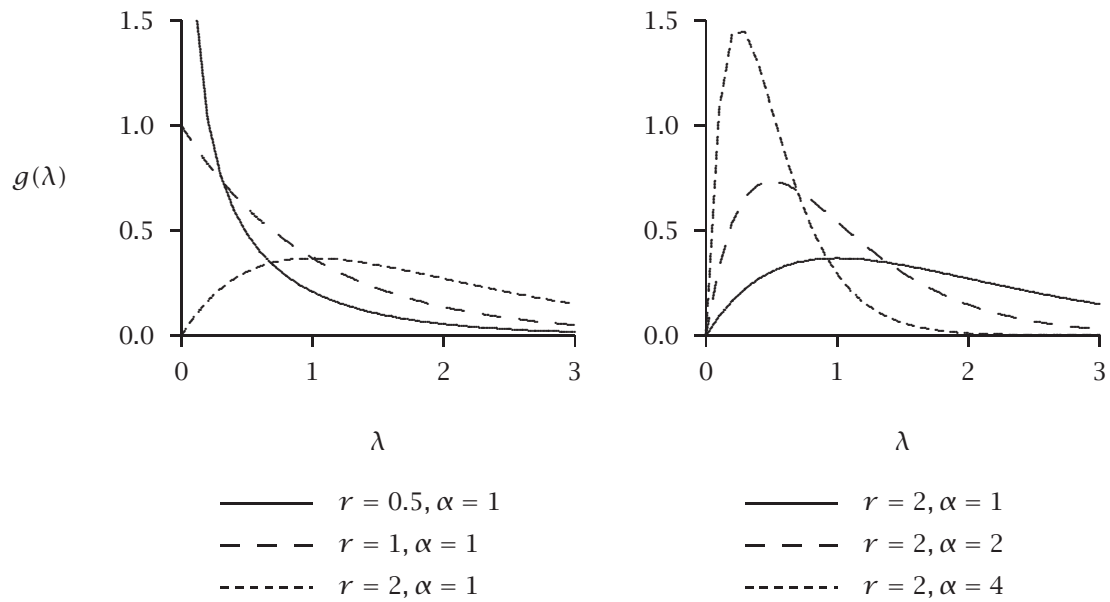 1.5
1.0
0.5
0.0
0 1 2 3
g(λ)
λ
r = 0.5, α = 1
r = 1, α = 1
r = 2, α = 1
1.5
1.0
0.5
0.0
0 1 2 3
λ
r = 2, α = 1
r = 2, α = 2
r = 2, α = 4